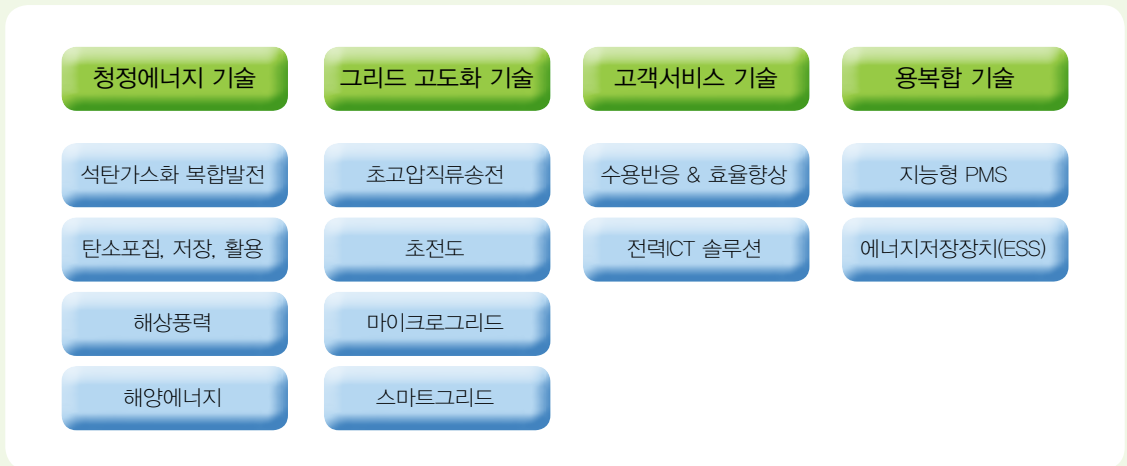 청정에너지 기술
그리드 고도화 기술
고객서비스 기술
용복합 기술
석탄가스화 복합발전
초고압직류송전
수용반응 & 효율향상
지능형 PMS
탄소포집, 저장, 활용
초전도
전력ICT 솔루션
에너지저장장치(ESS)
해상풍력
마이크로그리드
해양에너지
스마트그리드